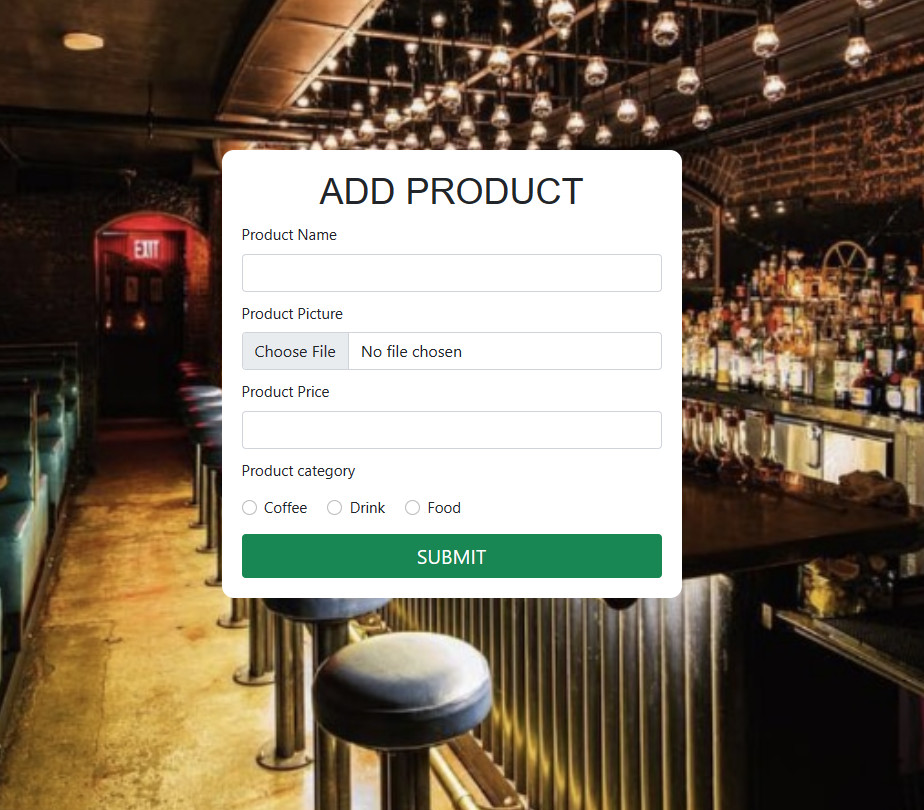 EXIT
ADD PRODUCT
Product Name
Product Picture
Choose File No file chosen
Product Price
Product category
Coffee Drink Food
SUBMIT